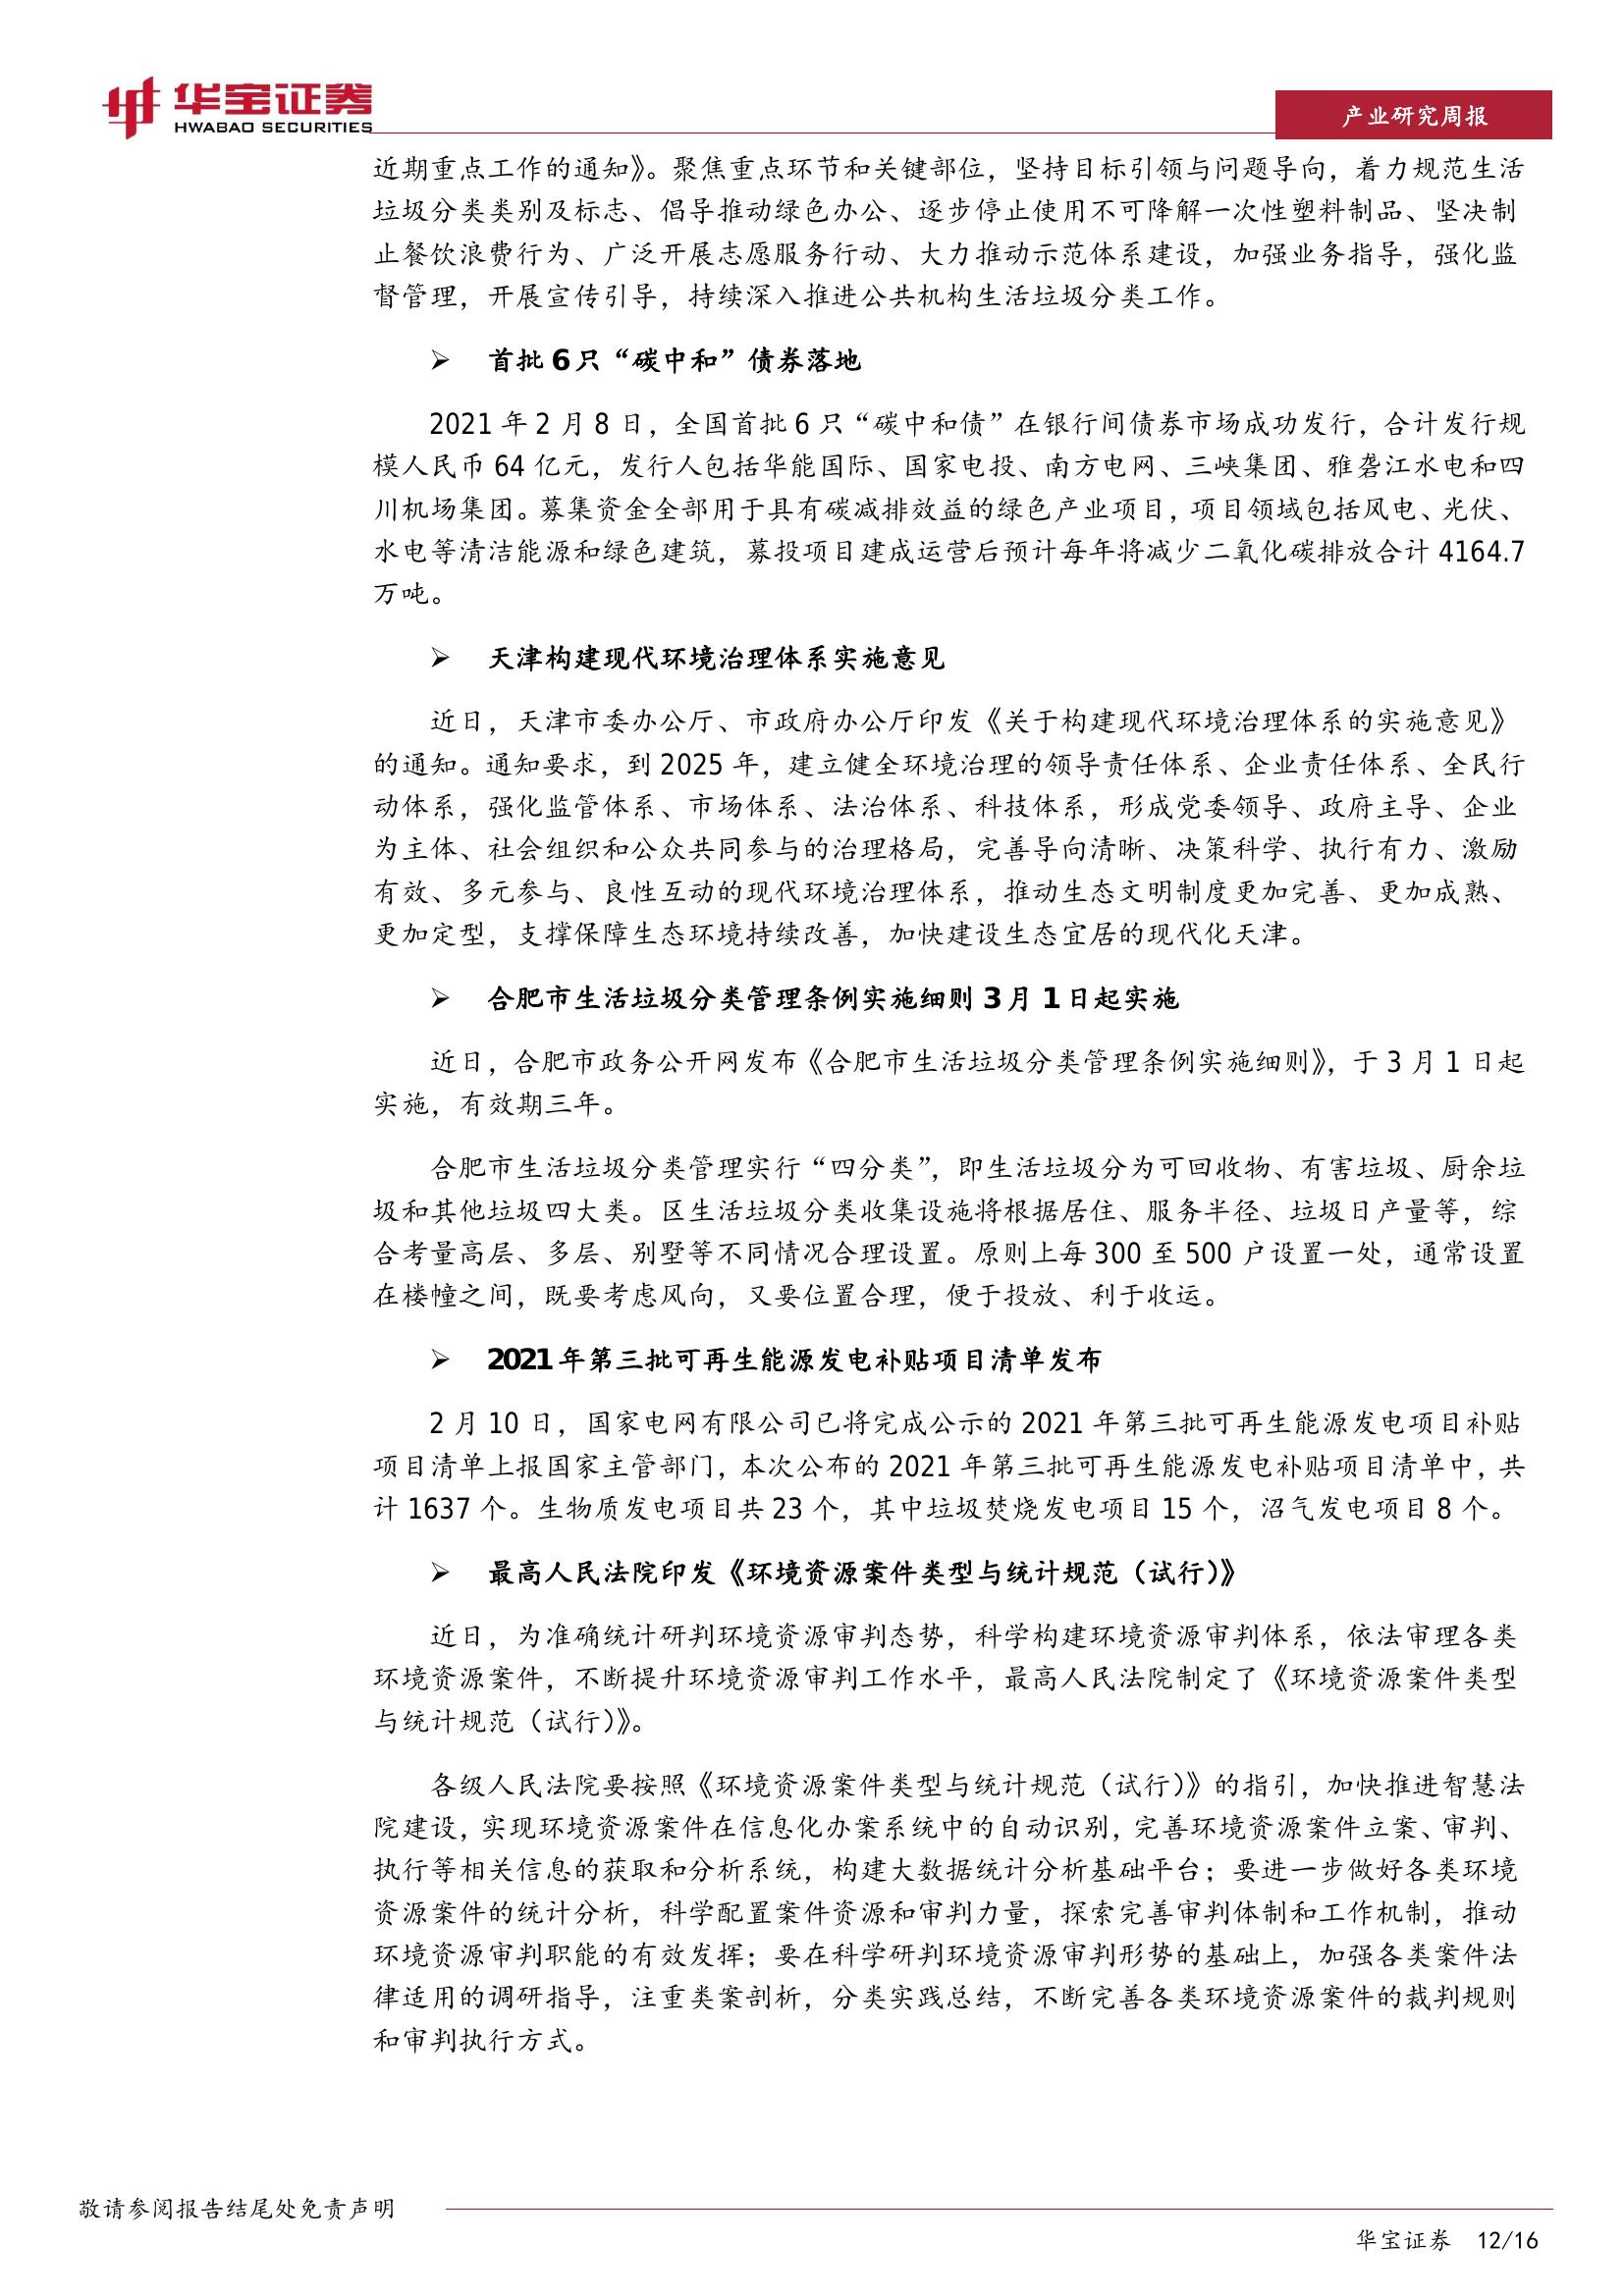 华宝证券
HWABAO SECURITIES
产业研究周报
近期重点工作的通知》。聚焦重点环节和关键部位，坚持目标引领与问题导向，着力规范生活
垃圾分类类别及标志、倡导推动绿色办公、逐步停止使用不可降解一次性塑料制品、坚决制
止餐饮浪费行为、广泛开展志愿服务行动、大力推动示范体系建设，加强业务指导，强化监
督管理，开展宣传引导，持续深入推进公共机构生活垃圾分类工作。
➢ 首批 6 只“碳中和”债券落地
2021 年 2 月 8 日，全国首批 6 只“碳中和债”在银行间债券市场成功发行，合计发行规
模人民币 64 亿元，发行人包括华能国际、国家电投、南方电网、三峡集团、雅砻江水电和四
川机场集团。募集资金全部用于具有碳减排效益的绿色产业项目，项目领域包括风电、光伏、
水电等清洁能源和绿色建筑，募投项目建成运营后预计每年将减少二氧化碳排放合计 4164.7
万吨。
➢ 天津构建现代环境治理体系实施意见
近日，天津市委办公厅、市政府办公厅印发《关于构建现代环境治理体系的实施意见》
的通知。通知要求，到 2025 年，建立健全环境治理的领导责任体系、企业责任体系、全民行
动体系，强化监管体系、市场体系、法治体系、科技体系，形成党委领导、政府主导、企业
为主体、社会组织和公众共同参与的治理格局，完善导向清晰、决策科学、执行有力、激励
有效、多元参与、良性互动的现代环境治理体系，推动生态文明制度更加完善、更加成熟、
更加定型，支撑保障生态环境持续改善，加快建设生态宜居的现代化天津。
➢ 合肥市生活垃圾分类管理条例实施细则 3 月 1 日起实施
近日，合肥市政务公开网发布《合肥市生活垃圾分类管理条例实施细则》，于 3 月 1 日起
实施，有效期三年。
合肥市生活垃圾分类管理实行“四分类”，即生活垃圾分为可回收物、有害垃圾、厨余垃
圾和其他垃圾四大类。区生活垃圾分类收集设施将根据居住、服务半径、垃圾日产量等，综
合考量高层、多层、别墅等不同情况合理设置。原则上每 300 至 500 户设置一处，通常设置
在楼幢之间，既要考虑风向，又要位置合理，便于投放、利于收运。
➢ 2021 年第三批可再生能源发电补贴项目清单发布
2 月 10 日，国家电网有限公司已将完成公示的 2021 年第三批可再生能源发电项目补贴
项目清单上报国家主管部门，本次公布的 2021 年第三批可再生能源发电补贴项目清单中，共
计 1637 个。生物质发电项目共 23 个，其中垃圾焚烧发电项目 15 个，沼气发电项目 8 个。
➢ 最高人民法院印发《环境资源案件类型与统计规范（试行）》
近日，为准确统计研判环境资源审判态势，科学构建环境资源审判体系，依法审理各类
环境资源案件，不断提升环境资源审判工作水平，最高人民法院制定了《环境资源案件类型
与统计规范（试行）》。
各级人民法院要按照《环境资源案件类型与统计规范（试行）》的指引，加快推进智慧法
院建设，实现环境资源案件在信息化办案系统中的自动识别，完善环境资源案件立案、审判、
执行等相关信息的获取和分析系统，构建大数据统计分析基础平台；要进一步做好各类环境
资源案件的统计分析，科学配置案件资源和审判力量，探索完善审判体制和工作机制，推动
环境资源审判职能的有效发挥；要在科学研判环境资源审判形势的基础上，加强各类案件法
律适用的调研指导，注重类案剖析，分类实践总结，不断完善各类环境资源案件的裁判规则
和审判执行方式。
敬请参阅报告结尾处免责声明
华宝证券 12/16